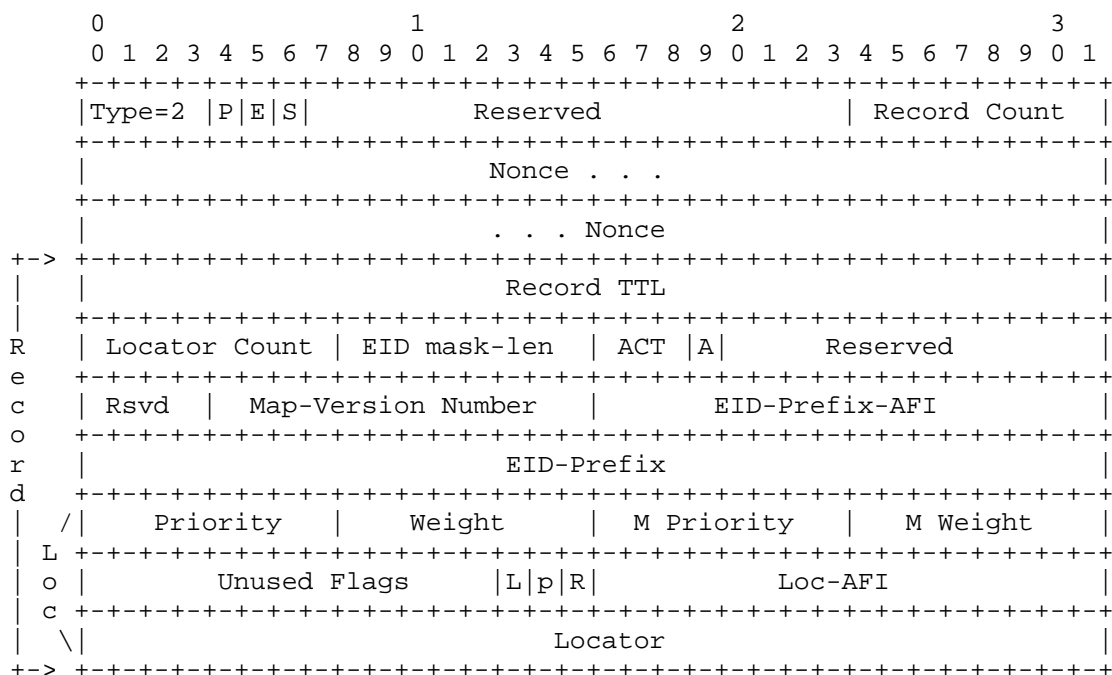 0                   1                   2                   3
        0 1 2 3 4 5 6 7 8 9 0 1 2 3 4 5 6 7 8 9 0 1 2 3 4 5 6 7 8 9 0 1
       +-+-+-+-+-+-+-+-+-+-+-+-+-+-+-+-+-+-+-+-+-+-+-+-+-+-+-+-+-+-+-+-+
       |Type=2 |P|E|S|          Reserved               | Record Count  |
       +-+-+-+-+-+-+-+-+-+-+-+-+-+-+-+-+-+-+-+-+-+-+-+-+-+-+-+-+-+-+-+-+
       |                         Nonce . . .                           |
       +-+-+-+-+-+-+-+-+-+-+-+-+-+-+-+-+-+-+-+-+-+-+-+-+-+-+-+-+-+-+-+-+
       |                         . . . Nonce                           |
   +-> +-+-+-+-+-+-+-+-+-+-+-+-+-+-+-+-+-+-+-+-+-+-+-+-+-+-+-+-+-+-+-+-+
   |   |                          Record TTL                           |
   |   +-+-+-+-+-+-+-+-+-+-+-+-+-+-+-+-+-+-+-+-+-+-+-+-+-+-+-+-+-+-+-+-+
   R   | Locator Count | EID mask-len  | ACT |A|      Reserved         |
   e   +-+-+-+-+-+-+-+-+-+-+-+-+-+-+-+-+-+-+-+-+-+-+-+-+-+-+-+-+-+-+-+-+
   c   | Rsvd  |  Map-Version Number   |       EID-Prefix-AFI          |
   o   +-+-+-+-+-+-+-+-+-+-+-+-+-+-+-+-+-+-+-+-+-+-+-+-+-+-+-+-+-+-+-+-+
   r   |                          EID-Prefix                           |
   d   +-+-+-+-+-+-+-+-+-+-+-+-+-+-+-+-+-+-+-+-+-+-+-+-+-+-+-+-+-+-+-+-+
   |  /|    Priority   |    Weight     |  M Priority   |   M Weight    |
   | L +-+-+-+-+-+-+-+-+-+-+-+-+-+-+-+-+-+-+-+-+-+-+-+-+-+-+-+-+-+-+-+-+
   | o |        Unused Flags     |L|p|R|           Loc-AFI             |
   | c +-+-+-+-+-+-+-+-+-+-+-+-+-+-+-+-+-+-+-+-+-+-+-+-+-+-+-+-+-+-+-+-+
   |  \|                             Locator                           |
   +-> +-+-+-+-+-+-+-+-+-+-+-+-+-+-+-+-+-+-+-+-+-+-+-+-+-+-+-+-+-+-+-+-+